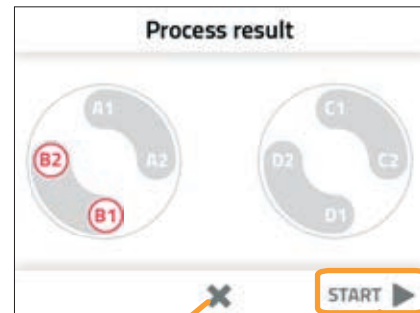 Process result
A1
C1
B2
A2
D2
C2
B1
D1
START